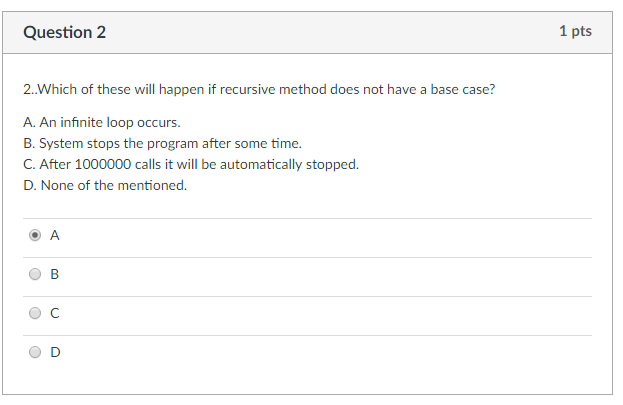 Question 2
1 pts
2..Which of these will happen if recursive method does not have a base case?
A. An infinite loop occurs.
B. System stops the program after some time.
C. After 1000000 calls it will be automatically stopped.
D. None of the mentioned.
A
B
C
D